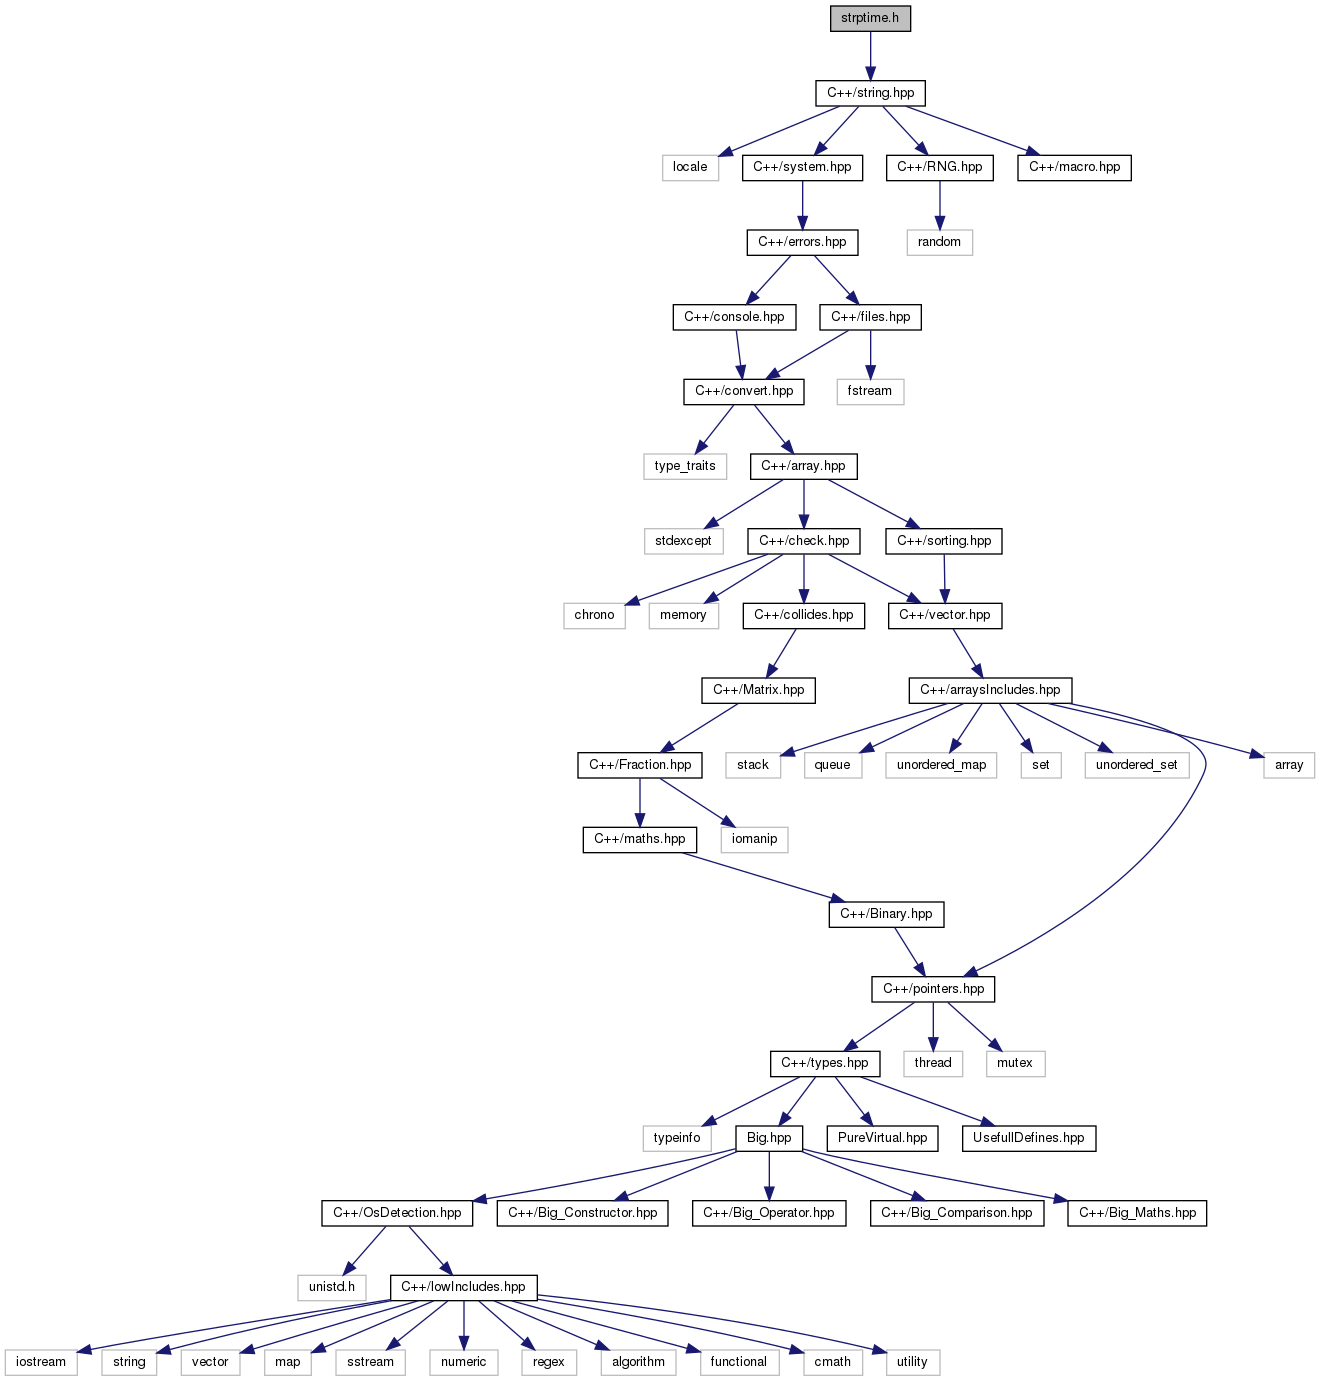 strptime.h
C++/string.hpp
locale
C++/system.hpp
C++/RNG.hpp
C++/macro.hpp
C++/errors.hpp
random
C++/console.hpp
C++/files.hpp
C++/convert.hpp
fstream
type_traits
C++/array.hpp
stdexcept
C++/check.hpp
C++/sorting.hpp
chrono
memory
C++/collides.hpp
C++/vector.hpp
C++/Matrix.hpp
C++/arraysIncludes.hpp
C++/Fraction.hpp
stack
queue
unordered_map
set
unordered_set
array
C++/maths.hpp
iomanip
C++/Binary.hpp
C++/pointers.hpp
C++/types.hpp
thread
mutex
typeinfo
Big.hpp
PureVirtual.hpp
UsefullDefines.hpp
C++/OsDetection.hpp
C++/Big_Constructor.hpp
C++/Big_Operator.hpp
C++/Big_Comparison.hpp
C++/Big_Maths.hpp
unistd.h
C++/lowIncludes.hpp
iostream
string
vector
map
sstream
numeric
regex
algorithm
functional
cmath
utility